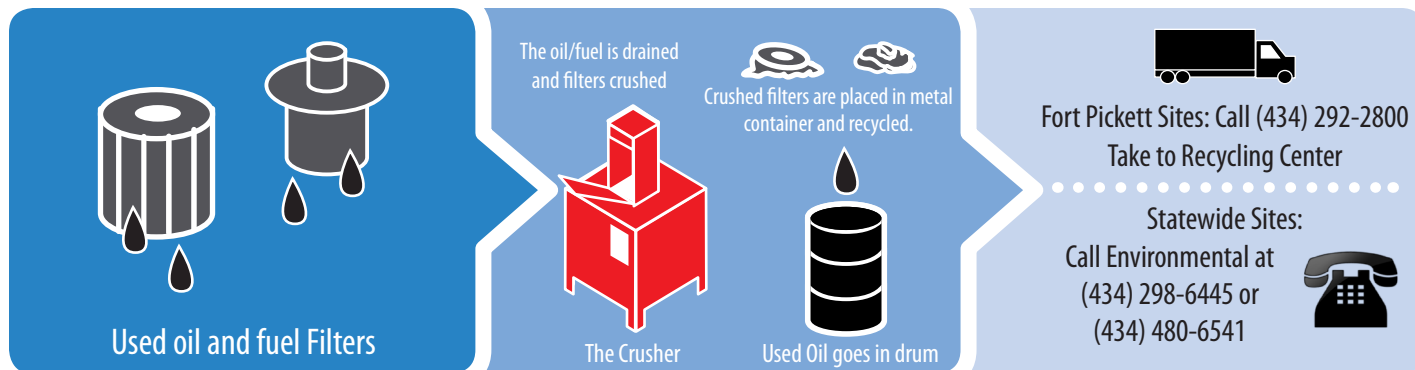 Used oil and fuel Filters
The oil/fuel is drained
and filters crushed
The Crusher
Crushed filters are placed in metal
container and recycled.
Used Oil goes in drum
Fort Pickett Sites: Call (434) 292-2800
Take to Recycling Center
Statewide Sites:
Call Environmental at
(434) 298-6445 or
(434) 480-6541